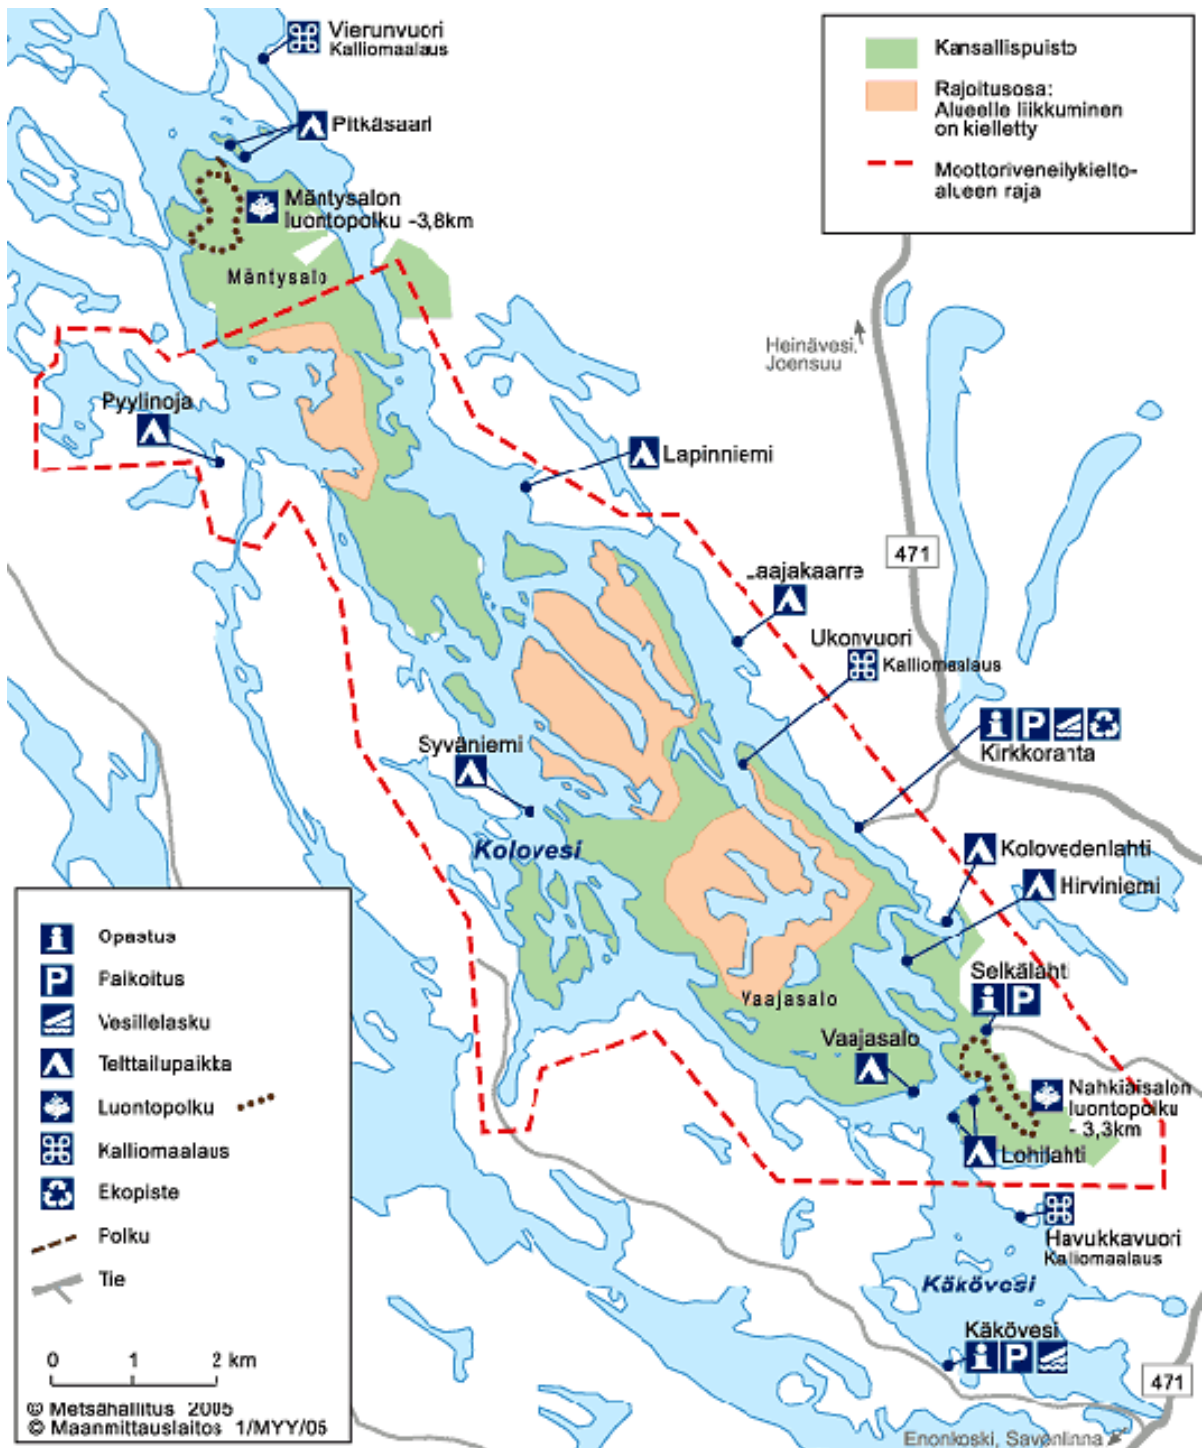 Vierunvuori
Kalliomaalaus
Pitkäsaari
Mäntysalon
luontopolku -3,8km
Mäntysalo
Kansallispuisto
Rajoitusosa:
Alueelle liikkuminen
on kielletty
Moottoriveneilykielto-
alueen raja
Heinävesi,
Joensuu
Pyylinoja
Lapinniemi
471
Laajakaarre
Ukonvuori
Kalliomaalaus
Kirkkoranta
Syväniemi
Kolovesi
Kolovedenlahti
Hirviniemi
Selkälahti
Vaajasalo
Vaajasalo
Nahkiaisalon
luontopolku
- 3,3km
Lohilahti
Havukkavuori
Kalliomaalaus
Käkövesi
Käkövesi
471
Enonkoski, Savonlinna
Opastus
P Paikoitus
Vesillelasku
Telttailupaikka
Luontopolku
Kalliomaalaus
Ekopiste
Polku
Tie
0 1 2 km
© Metsähallitus 2005
© Maanmittauslaitos 1/MYY/05